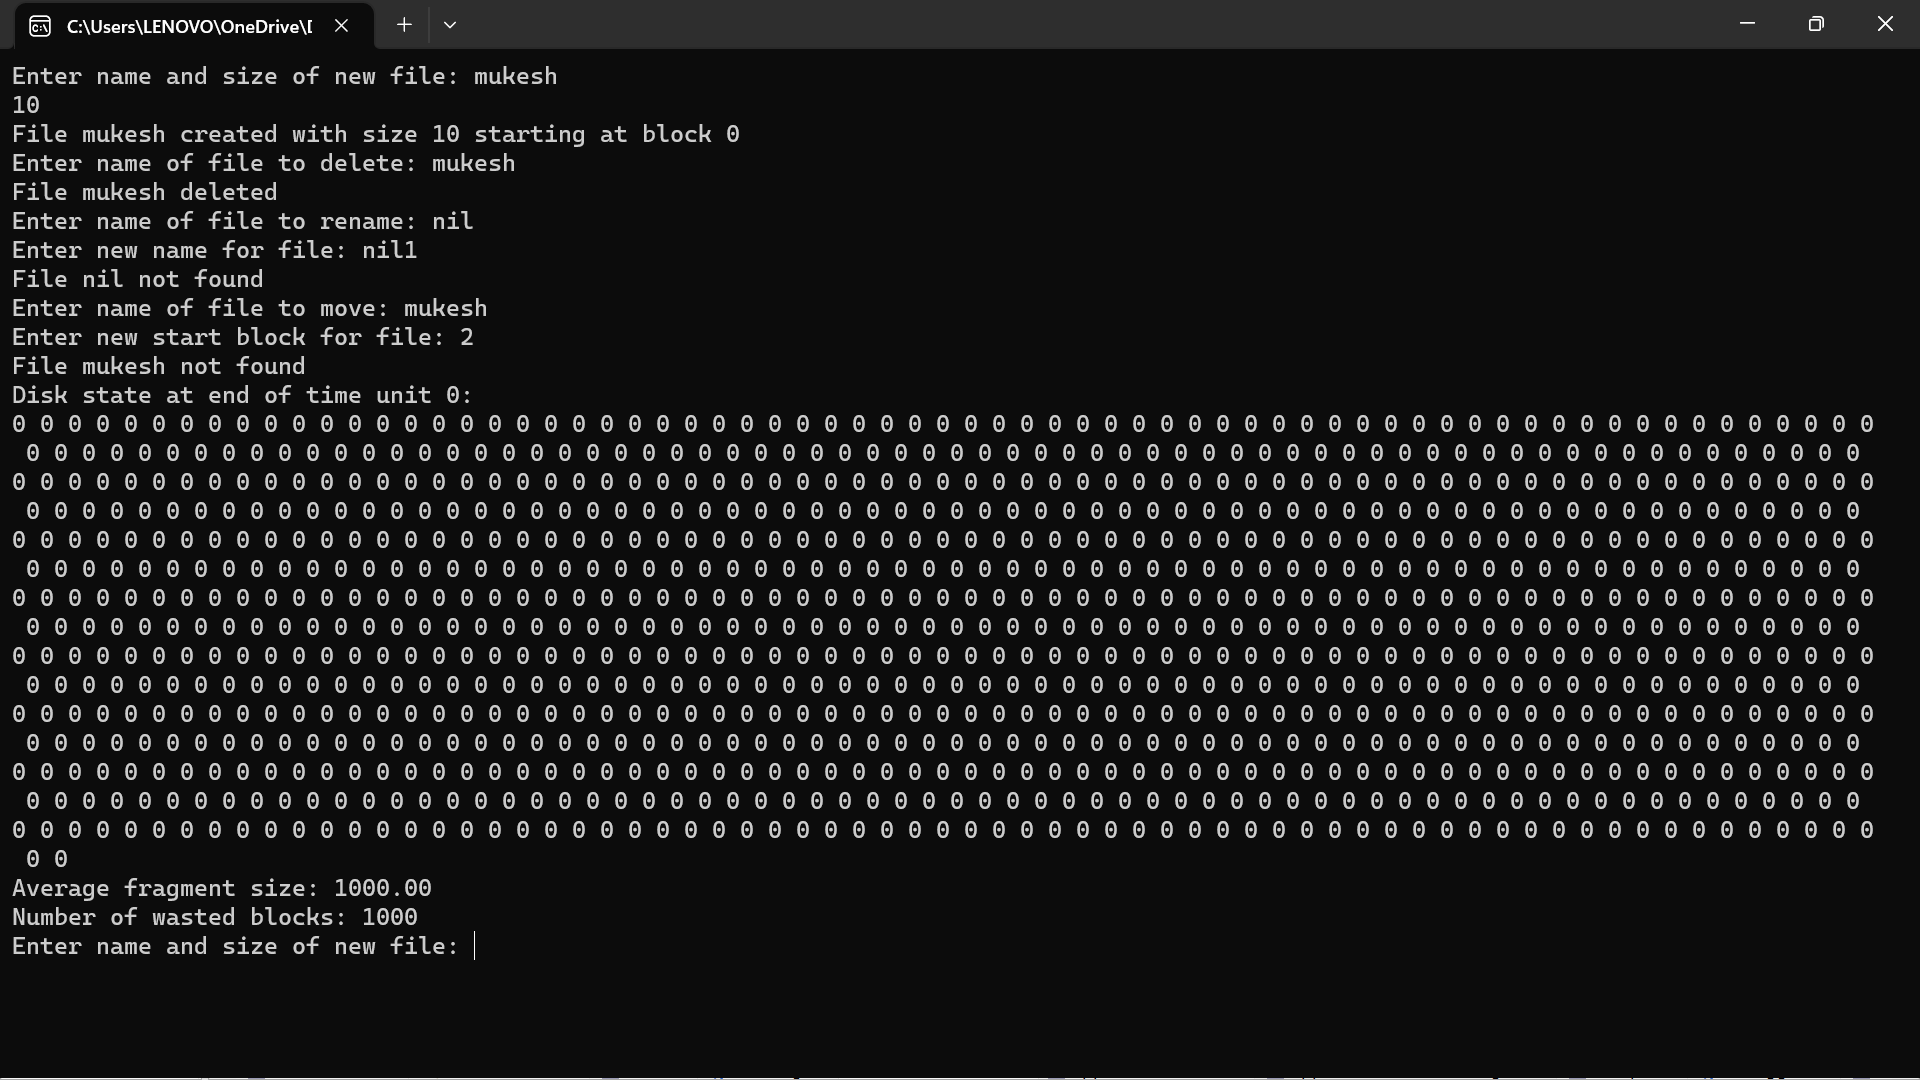 C:\Users\LENOVO\OneDrive\D
Enter name and size of new file: mukesh
10
File mukesh created with size 10 starting at block 0
Enter name of file to delete: mukesh
File mukesh deleted
Enter name of file to rename: nil
Enter new name for file: nil1
File nil not found
Enter name of file to move: mukesh
Enter new start block for file: 2
File mukesh not found
Disk state at end of time unit 0:
0 0 0 0 0 0 0 0 0 0 0 0 0 0 0 0 0 0 0 0 0 0 0 0 0 0 0 0 0 0 0 0 0 0 0 0 0 0 0 0 0 0 0 0 0 0 0 0 0 0 0 0 0 0 0 0 0 0 0 0 0 0 0 0 0 0 0
0 0 0 0 0 0 0 0 0 0 0 0 0 0 0 0 0 0 0 0 0 0 0 0 0 0 0 0 0 0 0 0 0 0 0 0 0 0 0 0 0 0 0 0 0 0 0 0 0 0 0 0 0 0 0 0 0 0 0 0 0 0 0 0 0 0
0 0 0 0 0 0 0 0 0 0 0 0 0 0 0 0 0 0 0 0 0 0 0 0 0 0 0 0 0 0 0 0 0 0 0 0 0 0 0 0 0 0 0 0 0 0 0 0 0 0 0 0 0 0 0 0 0 0 0 0 0 0 0 0 0 0 0
0 0 0 0 0 0 0 0 0 0 0 0 0 0 0 0 0 0 0 0 0 0 0 0 0 0 0 0 0 0 0 0 0 0 0 0 0 0 0 0 0 0 0 0 0 0 0 0 0 0 0 0 0 0 0 0 0 0 0 0 0 0 0 0 0 0
0 0 0 0 0 0 0 0 0 0 0 0 0 0 0 0 0 0 0 0 0 0 0 0 0 0 0 0 0 0 0 0 0 0 0 0 0 0 0 0 0 0 0 0 0 0 0 0 0 0 0 0 0 0 0 0 0 0 0 0 0 0 0 0 0 0 0
0 0 0 0 0 0 0 0 0 0 0 0 0 0 0 0 0 0 0 0 0 0 0 0 0 0 0 0 0 0 0 0 0 0 0 0 0 0 0 0 0 0 0 0 0 0 0 0 0 0 0 0 0 0 0 0 0 0 0 0 0 0 0 0 0 0
0 0 0 0 0 0 0 0 0 0 0 0 0 0 0 0 0 0 0 0 0 0 0 0 0 0 0 0 0 0 0 0 0 0 0 0 0 0 0 0 0 0 0 0 0 0 0 0 0 0 0 0 0 0 0 0 0 0 0 0 0 0 0 0 0 0 0
0 0 0 0 0 0 0 0 0 0 0 0 0 0 0 0 0 0 0 0 0 0 0 0 0 0 0 0 0 0 0 0 0 0 0 0 0 0 0 0 0 0 0 0 0 0 0 0 0 0 0 0 0 0 0 0 0 0 0 0 0 0 0 0 0 0
0 0 0 0 0 0 0 0 0 0 0 0 0 0 0 0 0 0 0 0 0 0 0 0 0 0 0 0 0 0 0 0 0 0 0 0 0 0 0 0 0 0 0 0 0 0 0 0 0 0 0 0 0 0 0 0 0 0 0 0 0 0 0 0 0 0 0
0 0 0 0 0 0 0 0 0 0 0 0 0 0 0 0 0 0 0 0 0 0 0 0 0 0 0 0 0 0 0 0 0 0 0 0 0 0 0 0 0 0 0 0 0 0 0 0 0 0 0 0 0 0 0 0 0 0 0 0 0 0 0 0 0 0
0 0 0 0 0 0 0 0 0 0 0 0 0 0 0 0 0 0 0 0 0 0 0 0 0 0 0 0 0 0 0 0 0 0 0 0 0 0 0 0 0 0 0 0 0 0 0 0 0 0 0 0 0 0 0 0 0 0 0 0 0 0 0 0 0 0 0
0 0 0 0 0 0 0 0 0 0 0 0 0 0 0 0 0 0 0 0 0 0 0 0 0 0 0 0 0 0 0 0 0 0 0 0 0 0 0 0 0 0 0 0 0 0 0 0 0 0 0 0 0 0 0 0 0 0 0 0 0 0 0 0 0 0
0 0 0 0 0 0 0 0 0 0 0 0 0 0 0 0 0 0 0 0 0 0 0 0 0 0 0 0 0 0 0 0 0 0 0 0 0 0 0 0 0 0 0 0 0 0 0 0 0 0 0 0 0 0 0 0 0 0 0 0 0 0 0 0 0 0 0
0 0 0 0 0 0 0 0 0 0 0 0 0 0 0 0 0 0 0 0 0 0 0 0 0 0 0 0 0 0 0 0 0 0 0 0 0 0 0 0 0 0 0 0 0 0 0 0 0 0 0 0 0 0 0 0 0 0 0 0 0 0 0 0 0 0
0 0 0 0 0 0 0 0 0 0 0 0 0 0 0 0 0 0 0 0 0 0 0 0 0 0 0 0 0 0 0 0 0 0 0 0 0 0 0 0 0 0 0 0 0 0 0 0 0 0 0 0 0 0 0 0 0 0 0 0 0 0 0 0 0 0 0
0 0
Average fragment size: 1000.00
Number of wasted blocks: 1000
Enter name and size of new file: